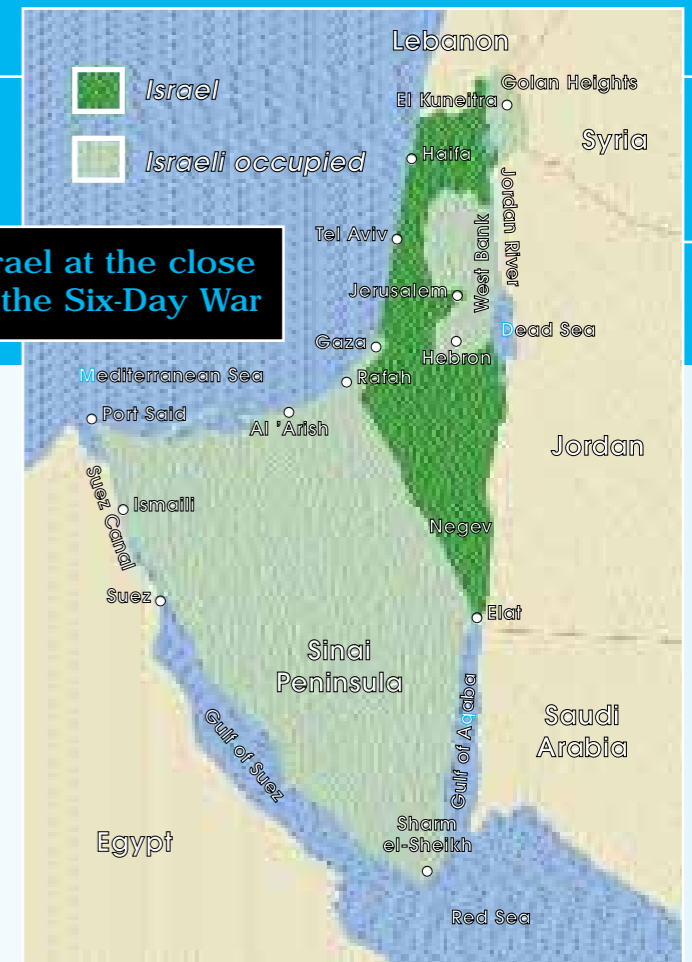 Lebanon
Israel
Golan Heights
El Kuneitra
Syria
Israeli occupied
Haifa
Jordan River
West Bank
Tel Aviv
rael at the close
the Six-Day War
Jerusalem
Dead Sea
Gaza
Hebron
Mediterranean Sea
Rafah
Port Said
Al 'Arish
Jordan
Suez Canal
Ismaili
Negev
Suez
Elat
Sinai
Peninsula
Gulf of Suez
Gulf of Aqaba
Saudi
Arabia
Egypt
Sharm
el-Sheikh
Red Sea